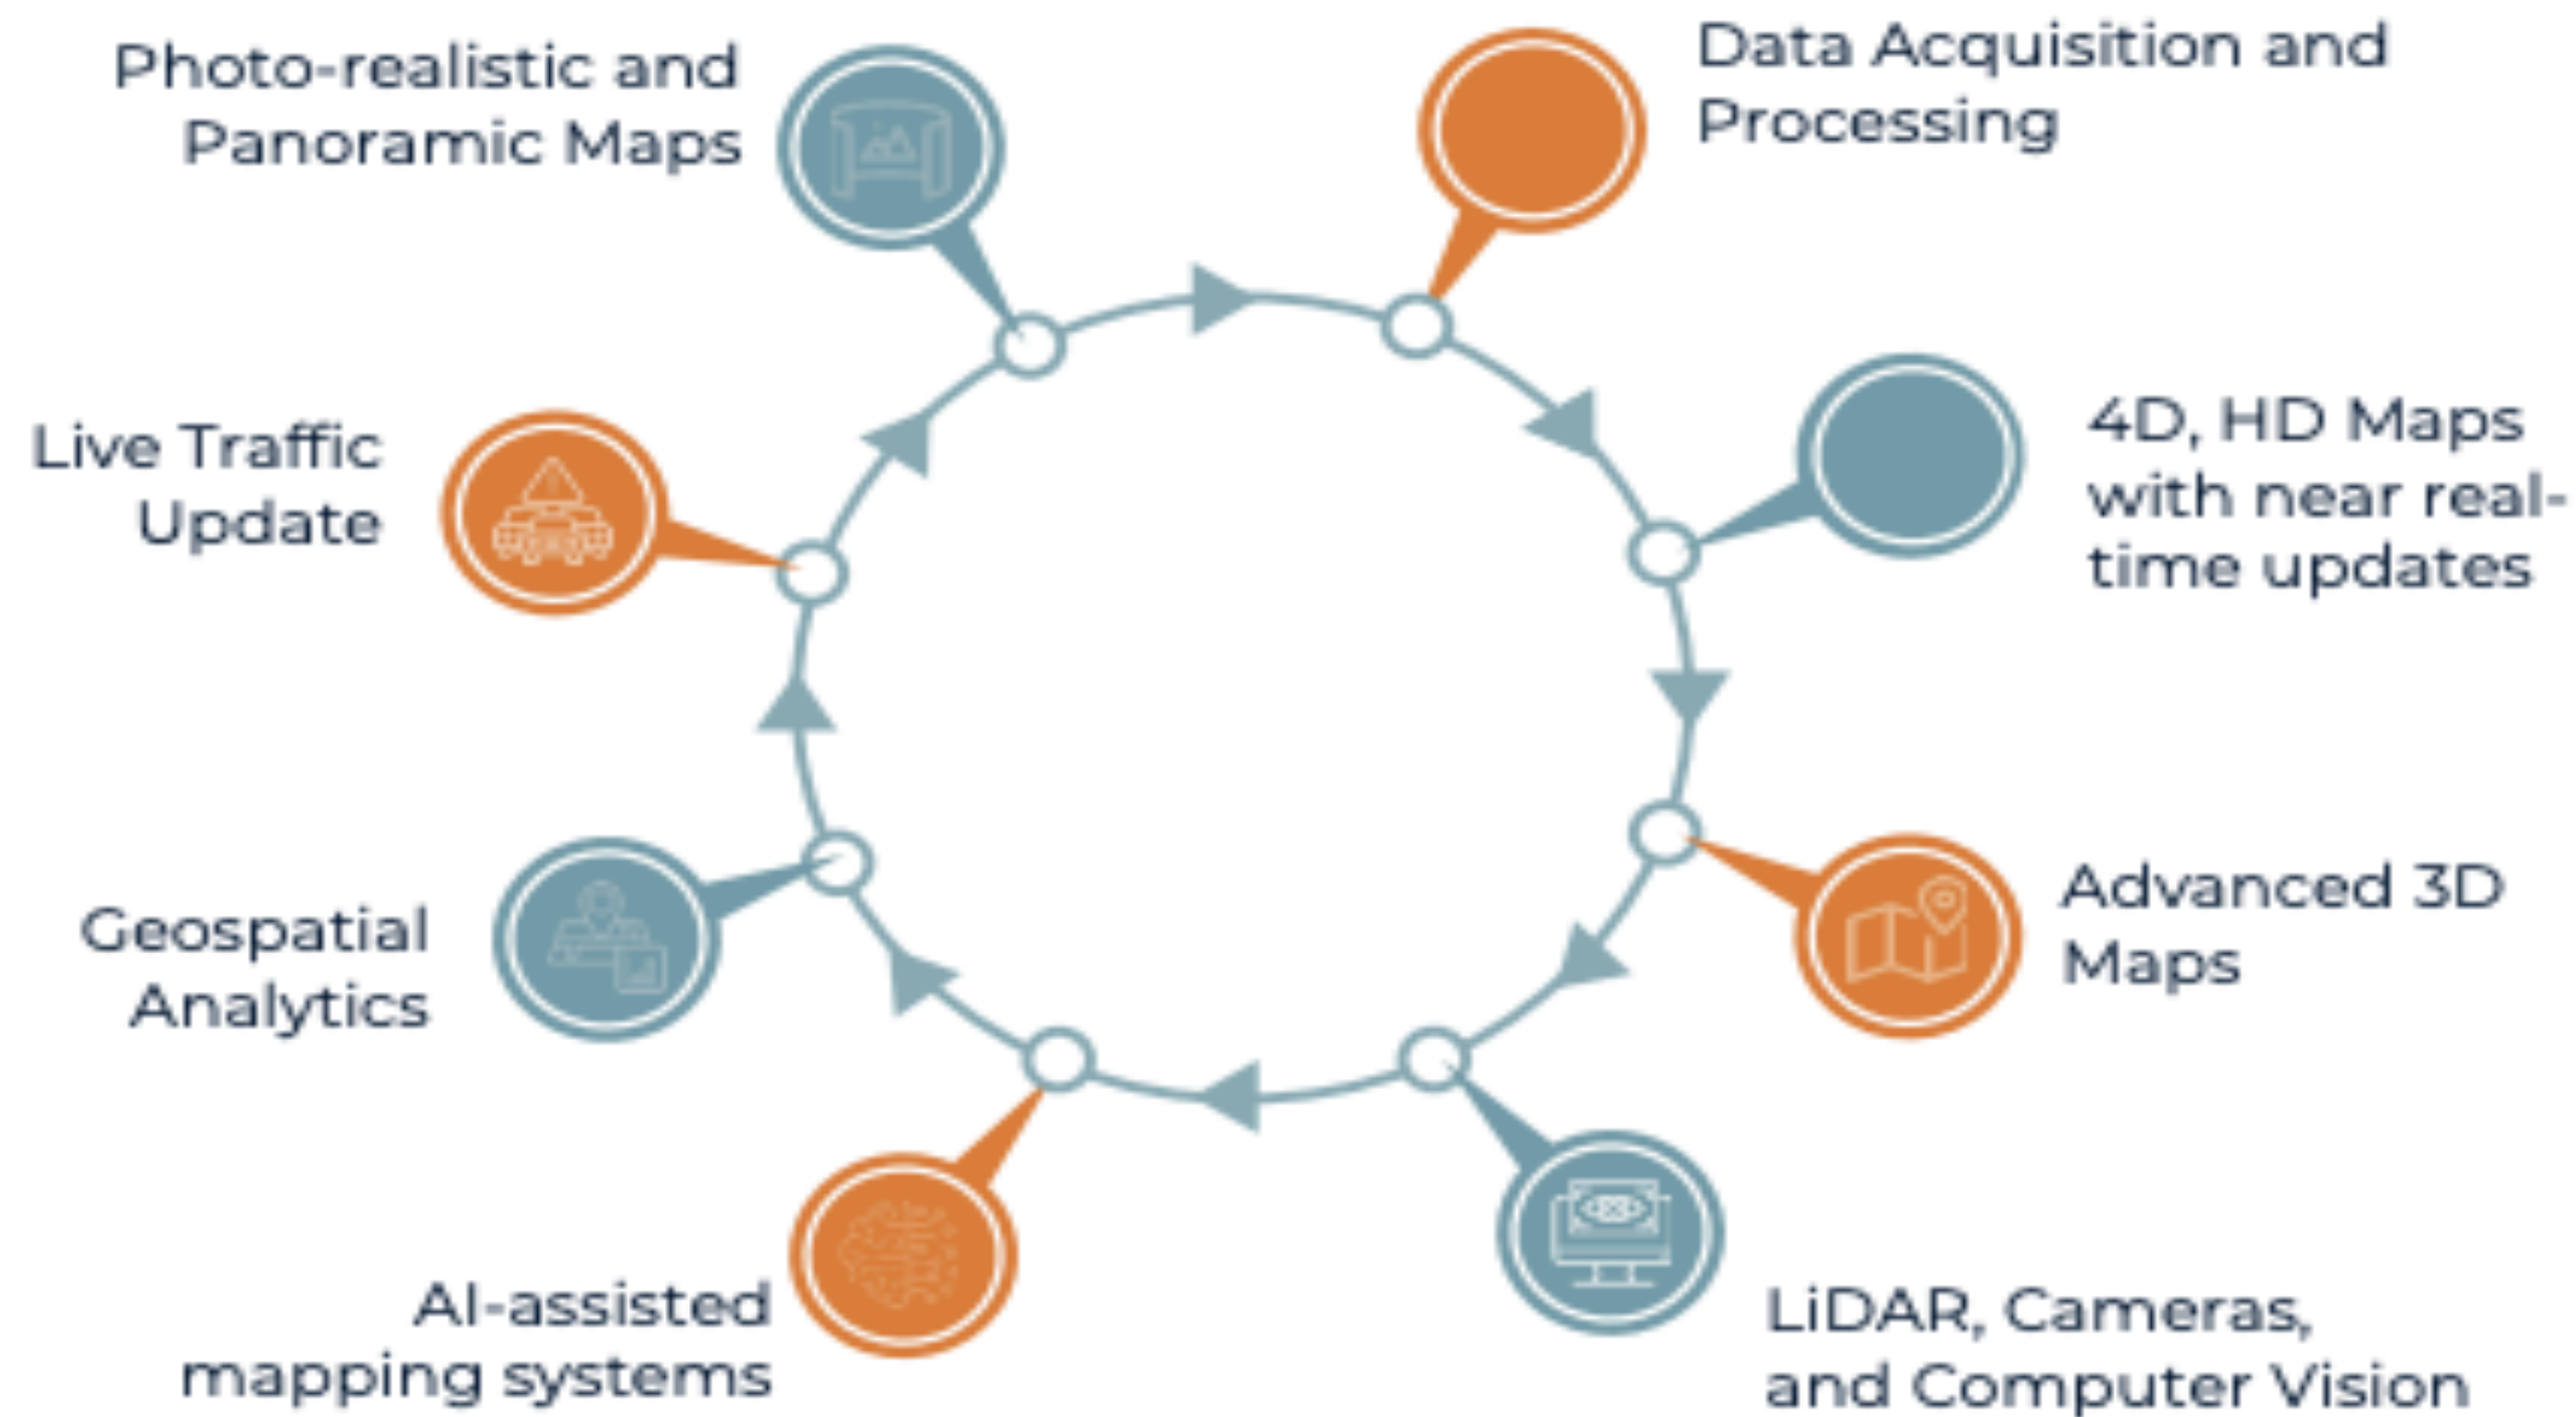 Photo-realistic and
Panoramic Maps
Data Acquisition and
Processing
4D, HD Maps
with near real-
time updates
Advanced 3D
Maps
LiDAR, Cameras,
and Computer Vision
AI-assisted
mapping systems
Geospatial
Analytics
Live Traffic
Update